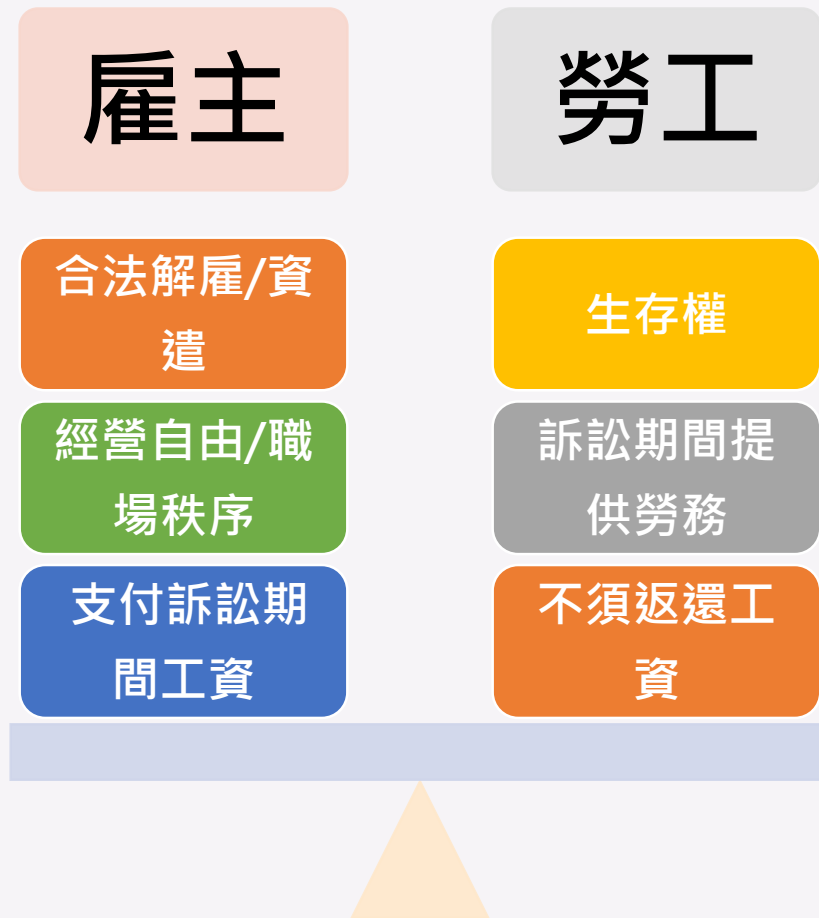 雇主
合法解雇/資
遣
經營自由/職
場秩序
支付訴訟期
間工資
勞工
生存權
訴訟期間提
供勞務
不須返還工
資